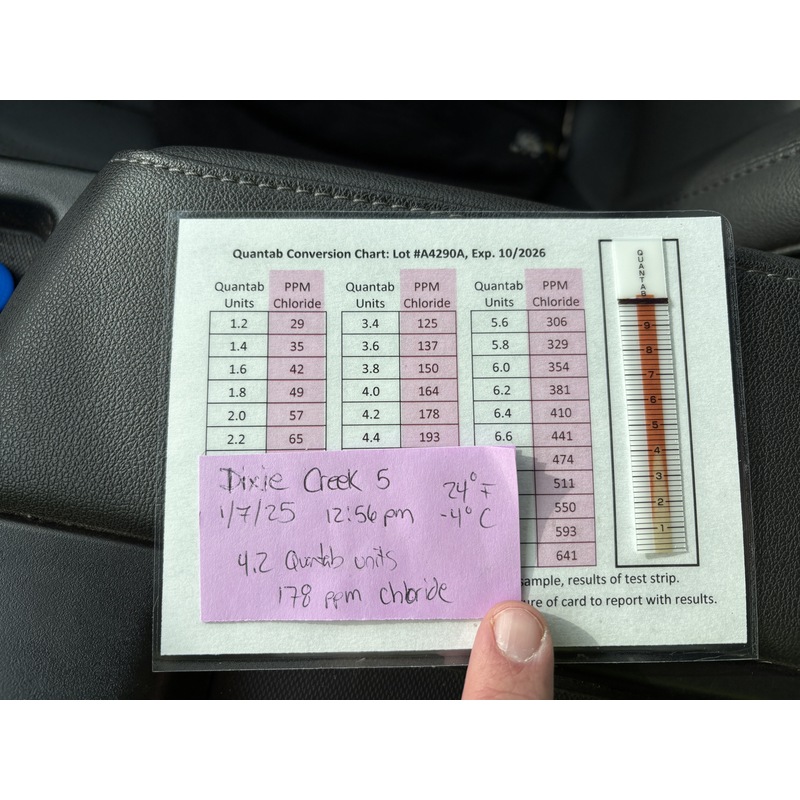 Quantab Conversion Chart: Lot #A4290A, Exp. 10/2026
Quantab Units PPM Chloride Quantab Units PPM Chloride Quantab Units PPM Chloride
1.2 29 3.4 125 5.6 306
1.4 35 3.6 137 5.8 329
1.6 42 3.8 150 6.0 354
1.8 49 4.0 164 6.2 381
2.0 57 4.2 178 6.4 410
2.2 65 4.4 193 6.6 441
474
511
550
593
641
sample, results of test strip.
of card to report with results.
Dixie Creek 5
24° F
1/7/25 12:56 pm
-4° C
4.2 Quantab units
178 ppm chloride
QUANTAB
9
8
7
6
5
4
3
2
1